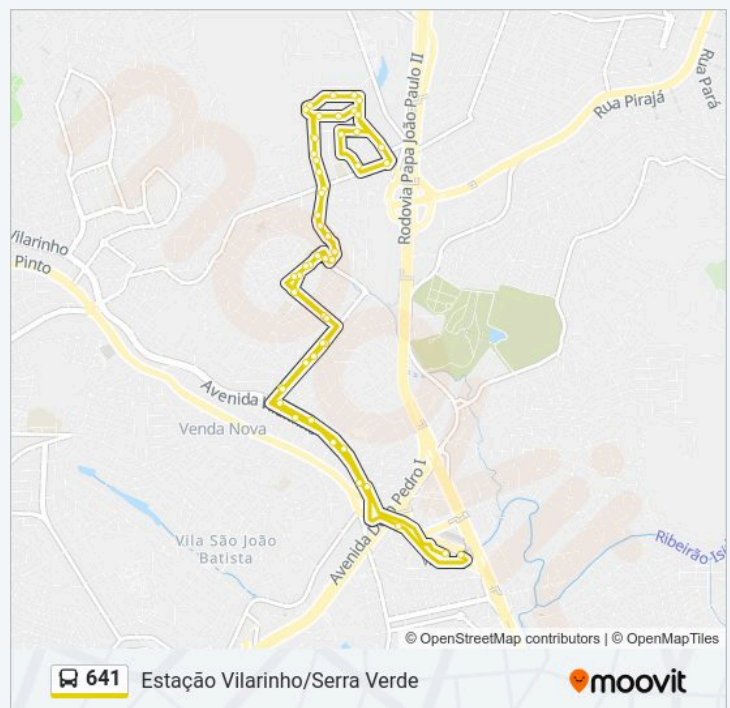 Rua Pará
Rua Pirajá
Rodovia Papa João Paulo II
Vilarinho
Pinto
Avenida
Venda Nova
Pedro I
Avenida D
Vila São João
Batista
Ribeirão Isi
© OpenStreetMap contributors | © OpenMapTiles
641 Estação Vilarinho/Serra Verde
moovit